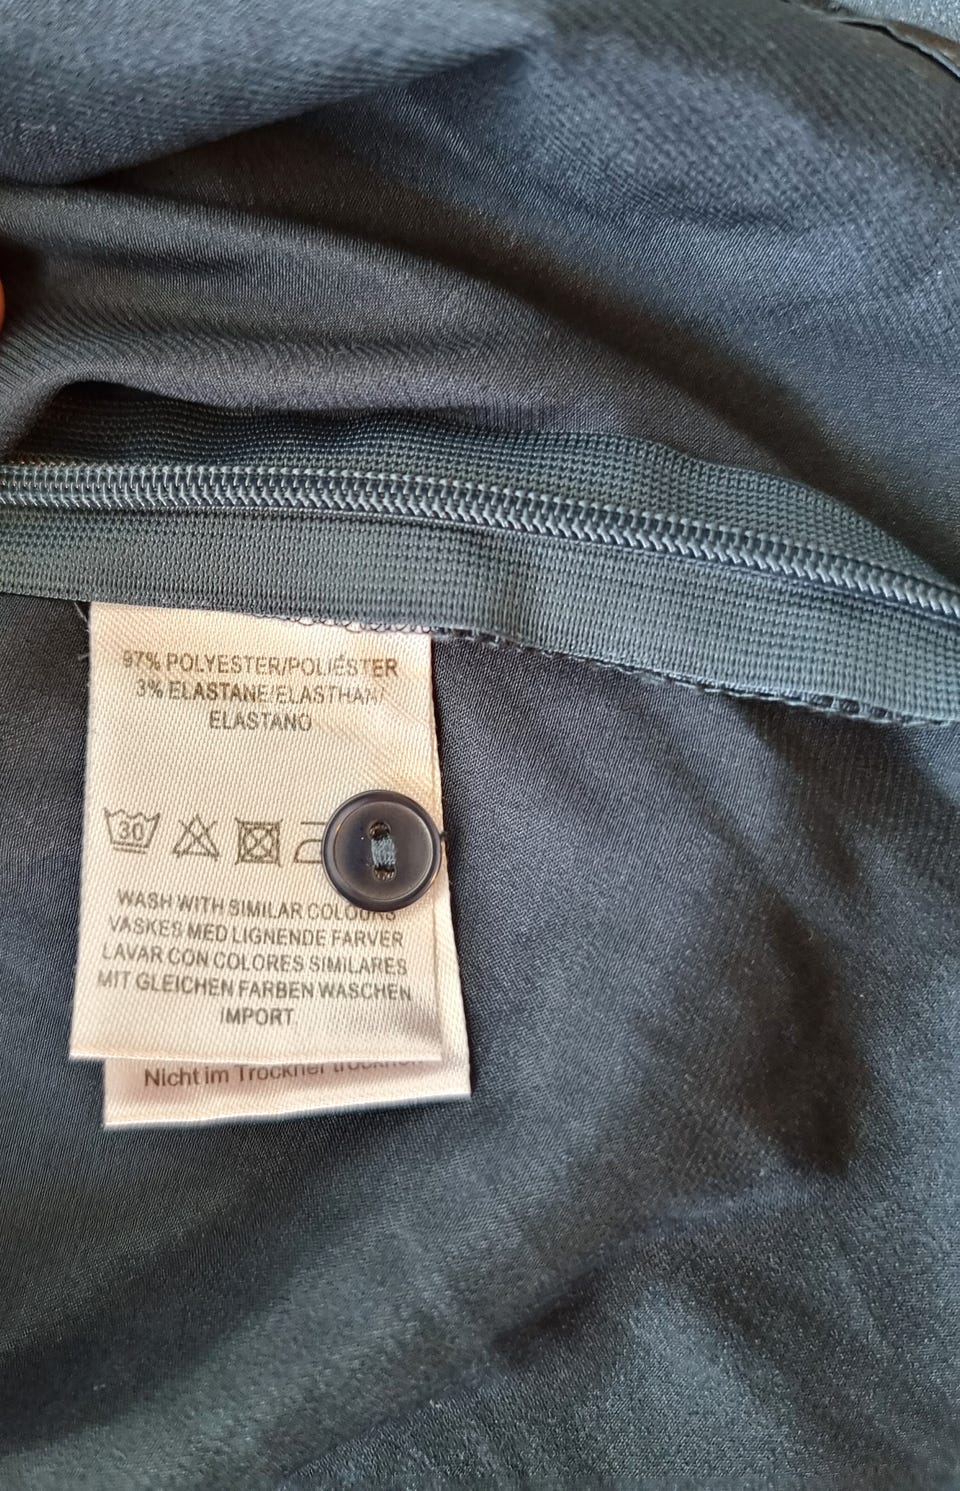 97% POLYESTER/POLIÉSTER
3% ELASTANE/ELASTHAN/
ELASTANO
30
WASH WITH SIMILAR COLOURS
VASKES MED LIGNENDE FARVER
LAVAR CON COLORES SIMILARES
MIT GLEICHEN FARBEN WASCHEN
IMPORT.
Nicht im Trockner trocknen